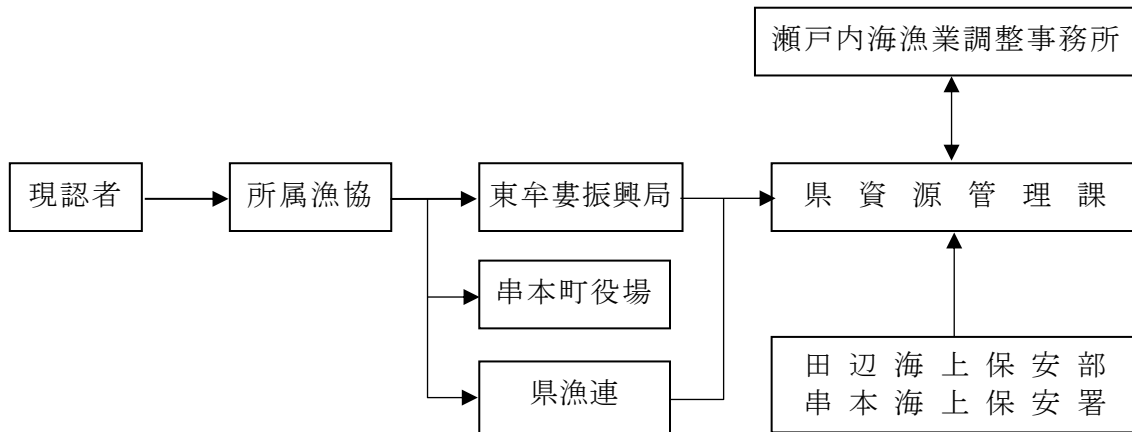 瀬戸内海漁業調整事務所
現認者
所属漁協
東牟婁振興局
県資源管理課
串本町役場
県漁連
田辺海上保安部
串本海上保安署